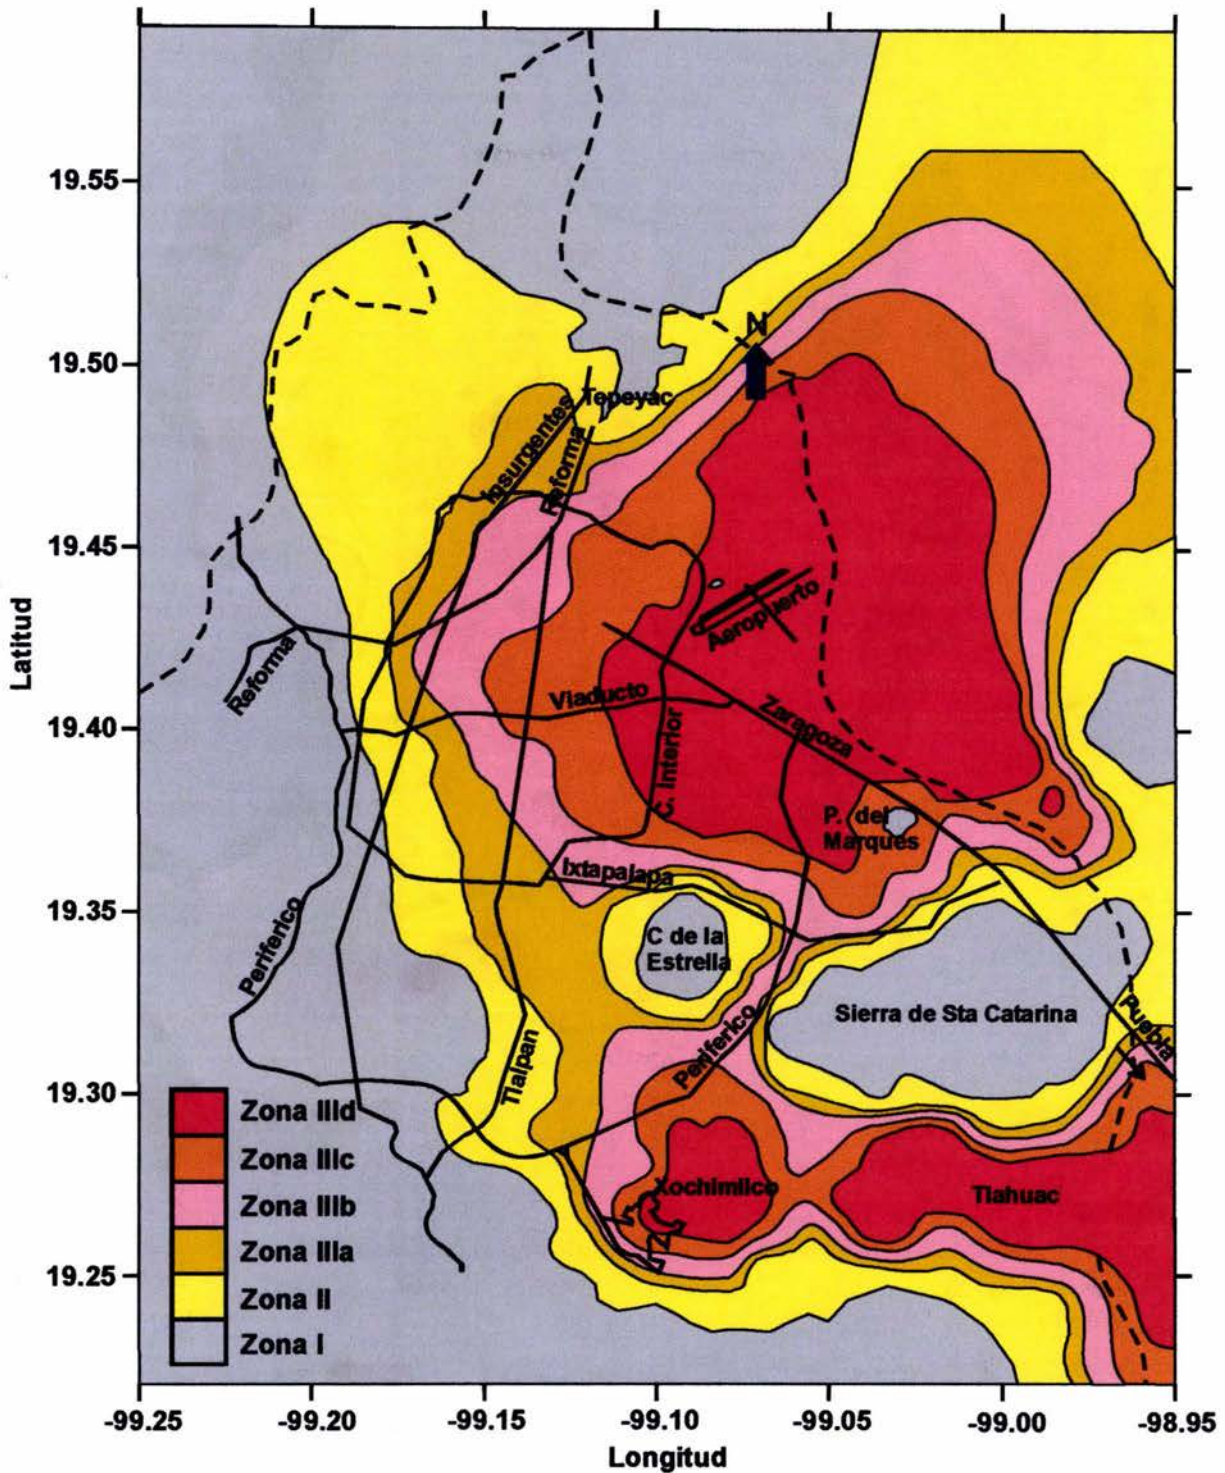 19.55
19.50
19.45
19.40
19.35
19.30
19.25
Latitud
N
Tepeyac
Insurgentes
Reforma
Aeropuerto
Reforma
Viaducto
Zaragoza
C. Interior
P. del
Marques
Ixtapalapa
C de la
Estrella
Periferico
Sierra de Sta Catarina
Puebla
Periferico
Tlalpan
Xochimilco
Tlahuac
Zona IIId
Zona IIIc
Zona IIIb
Zona IIIa
Zona II
Zona I
-99.25
-99.20
-99.15
-99.10
-99.05
-99.00
-98.95
Longitud